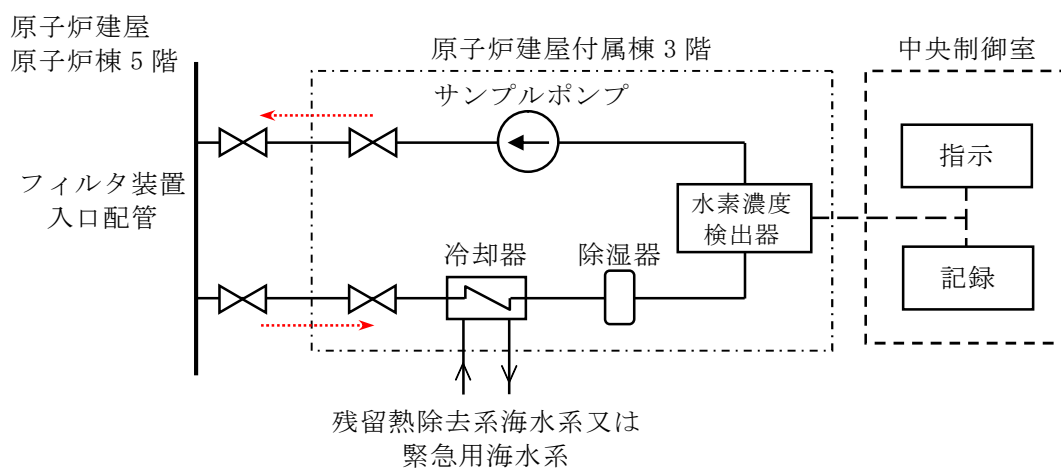 原子炉建屋
原子炉棟 5 階
原子炉建屋付属棟 3 階
中央制御室
サンプルポンプ
指示
フィルタ装置
入口配管
水素濃度
検出器
冷却器
除湿器
記録
残留熱除去系海水系又は
緊急用海水系